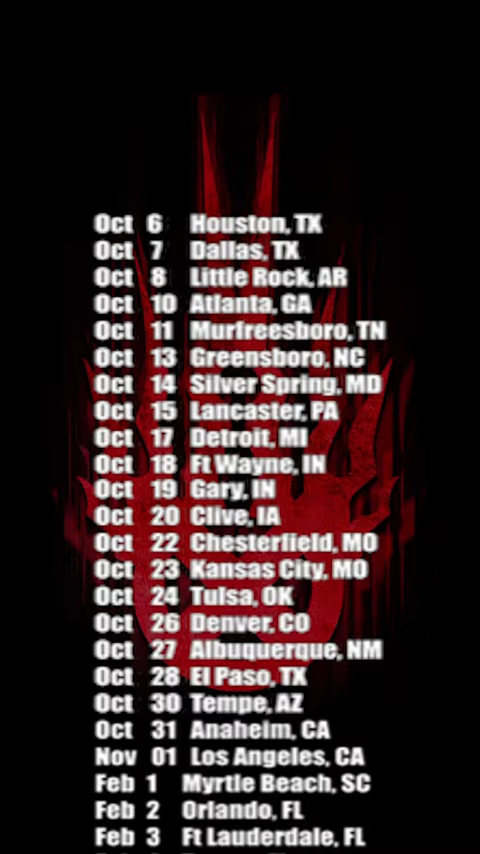 Oct 6 Houston, TX
Oct 7 Dallas, TX
Oct 8 Little Rock, AR
Oct 10 Atlanta, GA
Oct 11 Murfreesboro, TN
Oct 13 Greensboro, NC
Oct 14 Silver Spring, MD
Oct 15 Lancaster, PA
Oct 17 Detroit, MI
Oct 18 Ft Wayne, IN
Oct 19 Gary, IN
Oct 20 Clive, IA
Oct 22 Chesterfield, MO
Oct 23 Kansas City, MO
Oct 24 Tulsa, OK
Oct 26 Denver, CO
Oct 27 Albuquerque, NM
Oct 28 El Paso, TX
Oct 30 Tempe, AZ
Oct 31 Anaheim, CA
Nov 01 Los Angeles, CA
Feb 1 Myrtle Beach, SC
Feb 2 Orlando, FL
Feb 3 Ft Lauderdale, FL